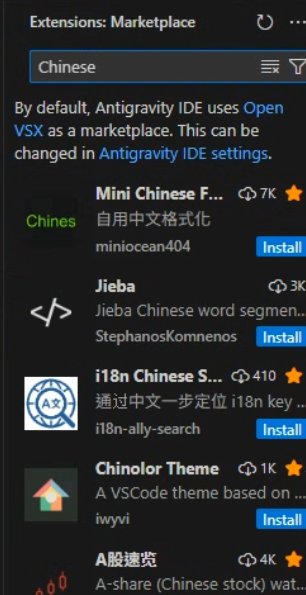 Extensions: Marketplace
Chinese
By default, Antigravity IDE uses Open
VSX as a marketplace. This can be
changed in Antigravity IDE settings.
Chines
Mini Chinese F... 7K
自用中文格式化
miniocean404 Install
Jieba 3K
Jieba Chinese word segmen...
StephanosKomnenos Install
A文
i18n Chinese S... 410
通过中文一步定位 i18n key ...
i18n-ally-search Install
Chinolor Theme 1K
A VSCode theme based on ...
iwyvi Install
A股速览 4K
A-share (Chinese stock) wat...